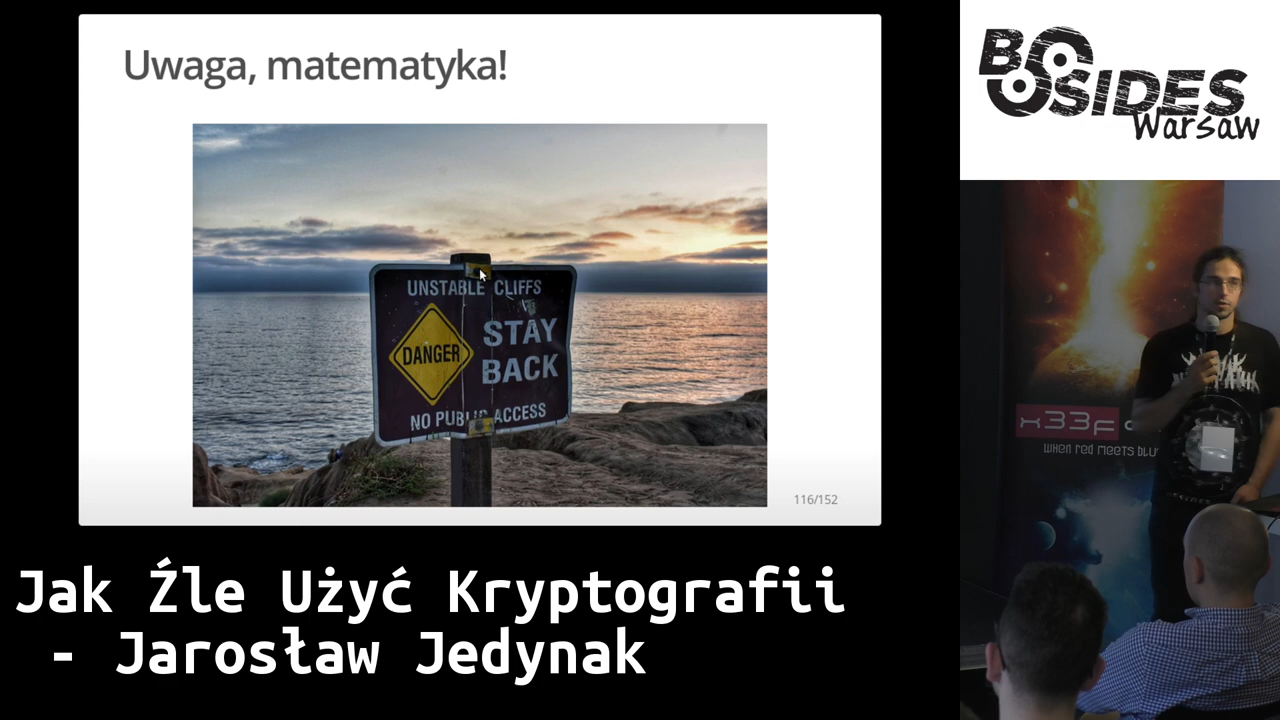 Uwaga, matematyka!
UNSTABLE CLIFFS
DANGER
STAY
BACK
NO PUBLIC ACCESS
116/152
Jak Źle Użyć Kryptografii
- Jarosław Jedynak
BSIDES
Warsaw
x33f
when red meets blu